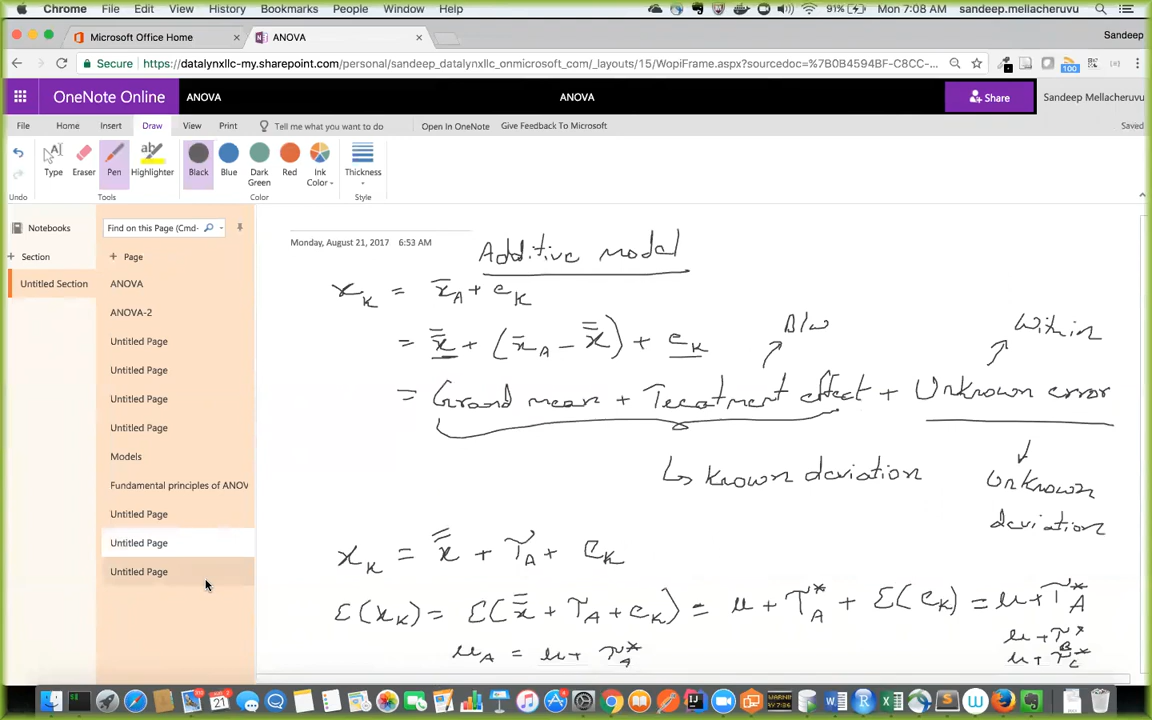 Chrome File Edit View History Bookmarks People Window Help 91% Mon 7:08 AM sandeep.mellacheruvu
Microsoft Office Home × ANOVA × Sandeep
Secure https://datalynxllc-my.sharepoint.com/personal/sandeep_datalynxllc_onmicrosoft_com/_layouts/15/WopiFrame.aspx?sourcedoc=%7B0B4594BF-C8CC-... 100
OneNote Online ANOVA ANOVA Share Sandeep Mellacheruvu
File Home Insert Draw View Print Tell me what you want to do Open In OneNote Give Feedback To Microsoft Saved
Type Eraser Pen Highlighter Black Blue Dark Green Red Ink Color Thickness
Undo Tools Color Style
Notebooks
+ Section
Untitled Section
Find on this Page (Cmd-
+ Page
ANOVA
ANOVA-2
Untitled Page
Untitled Page
Untitled Page
Untitled Page
Models
Fundamental principles of ANOV
Untitled Page
Untitled Page
Untitled Page
Monday, August 21, 2017 6:53 AM
Additive model
x_K = x̄_A + e_K
B/w Within
= x̿ + (x̄_A − x̿) + e_K
= Grand mean + Treatment effect + Unknown error
↳ known deviation
Unknown
deviation
x_K = x̿ + τ_A + e_K
ε(x_K) = ε(x̿ + τ_A + e_K) = μ + τ*_A + ε(e_K) = μ + τ*_A
μ_A = μ + τ*_A
μ + τ*_B
μ + τ*_C